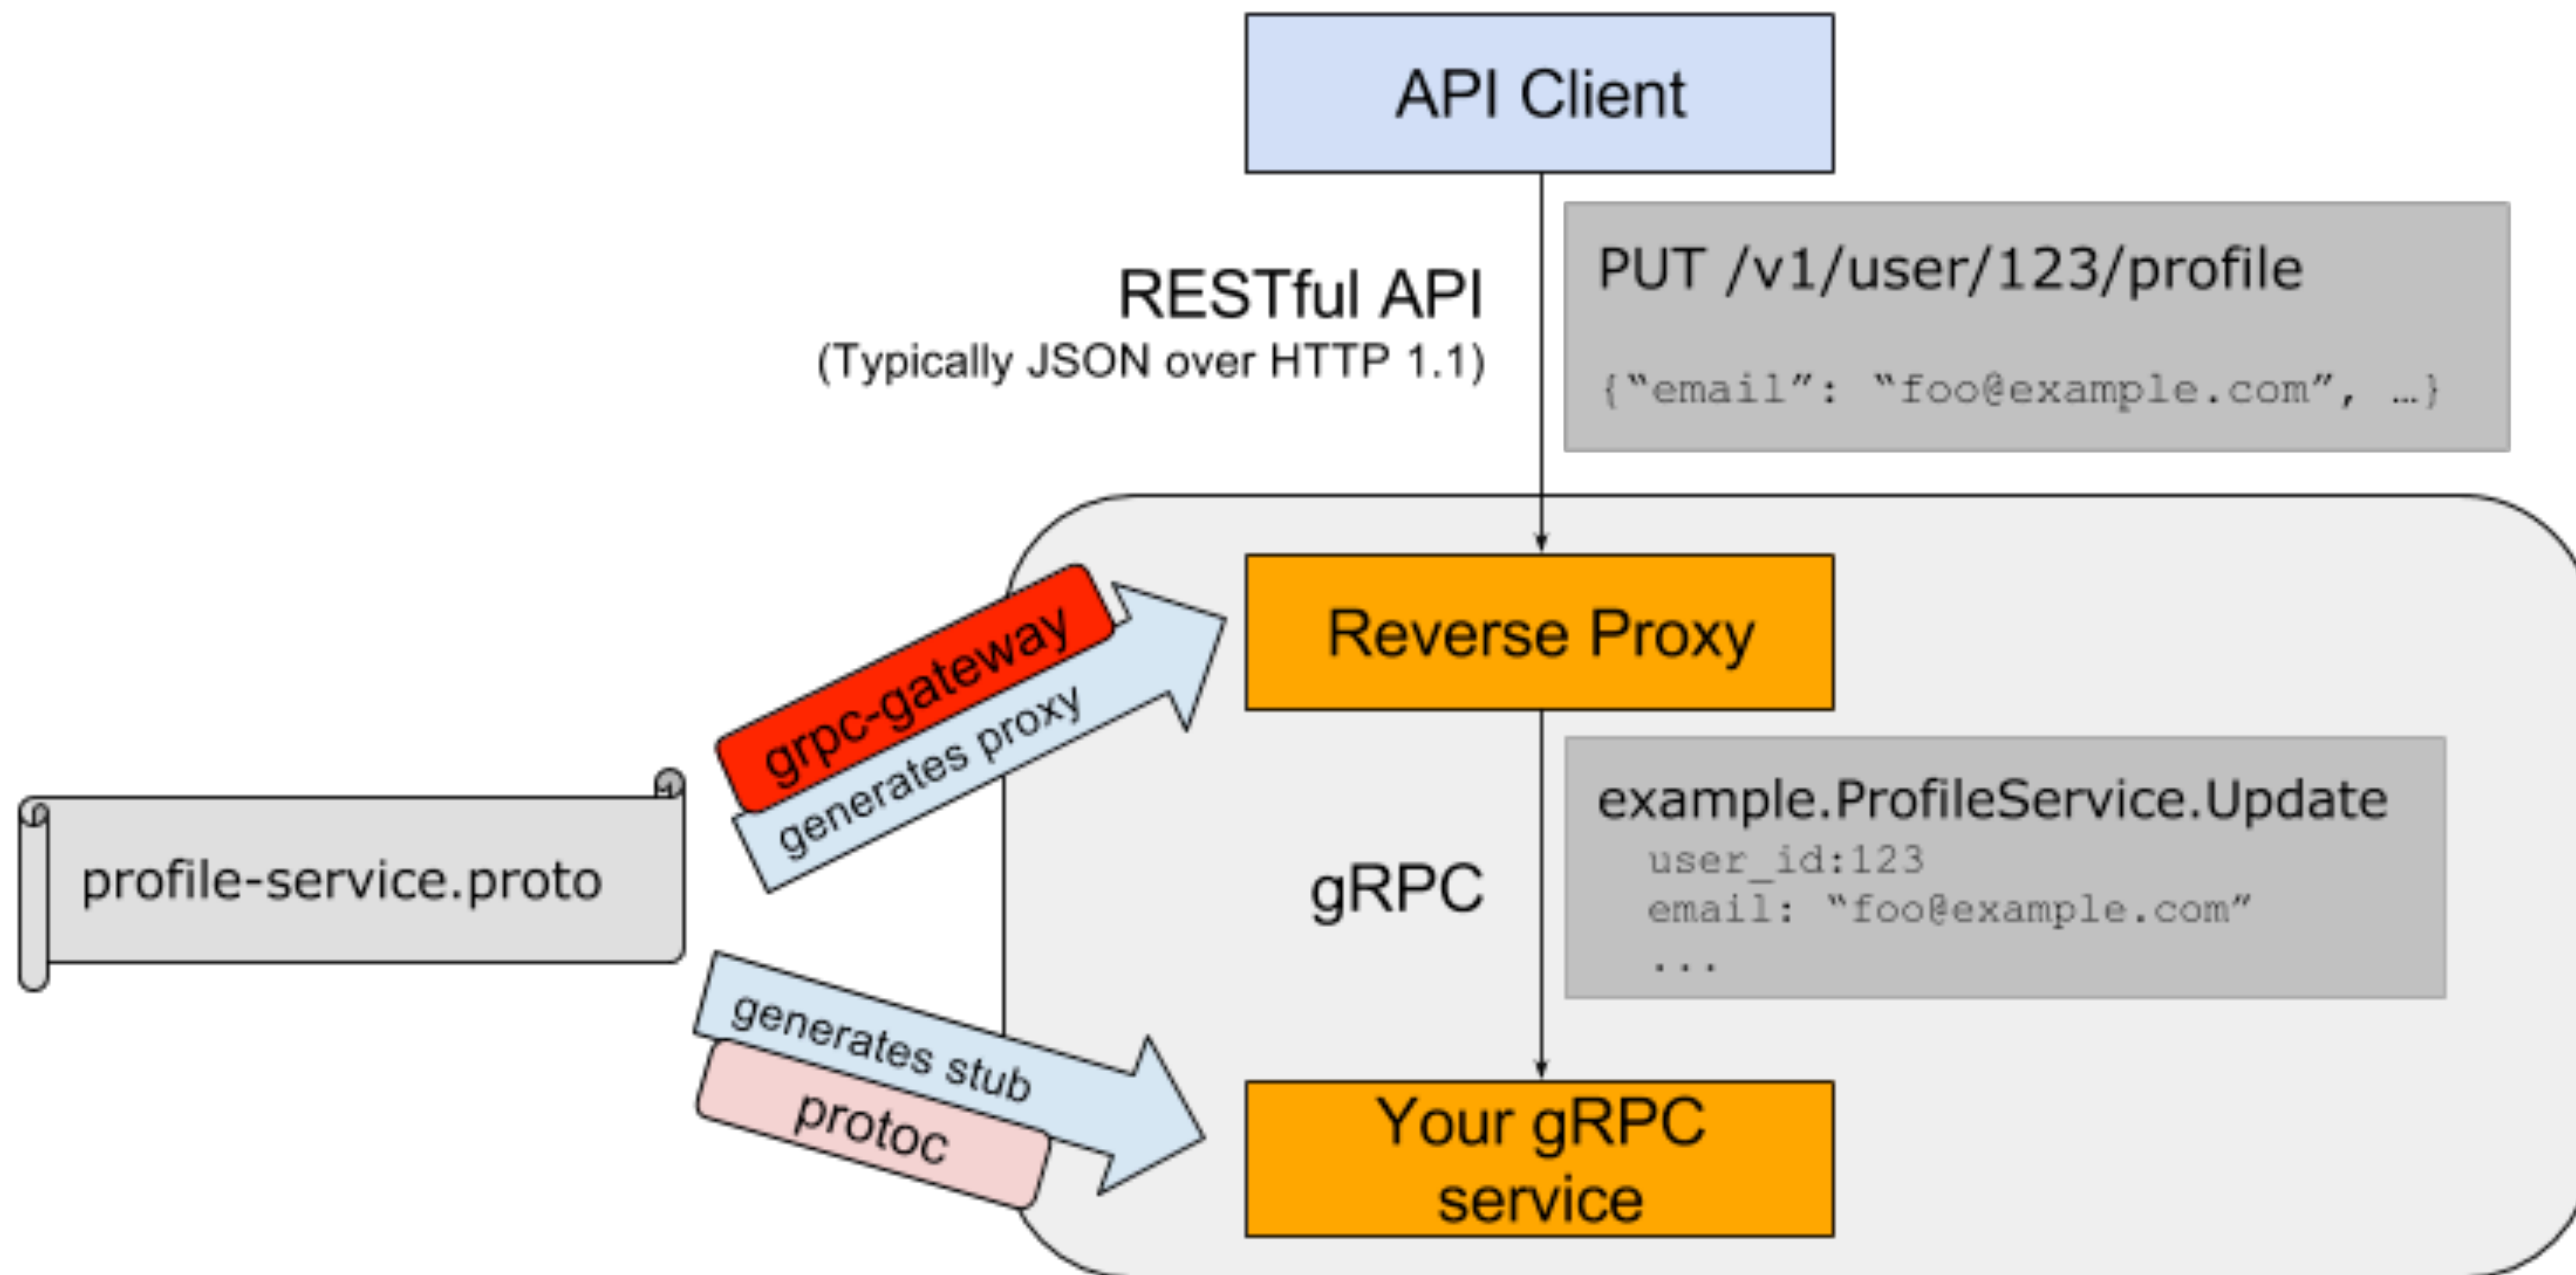 API Client
RESTful API
(Typically JSON over HTTP 1.1)
PUT /v1/user/123/profile
{“email”: “foo@example.com”, …}
grpc-gateway
generates proxy
Reverse Proxy
profile-service.proto
gRPC
example.ProfileService.Update
user_id:123
email: “foo@example.com”
...
generates stub
protoc
Your gRPC
service